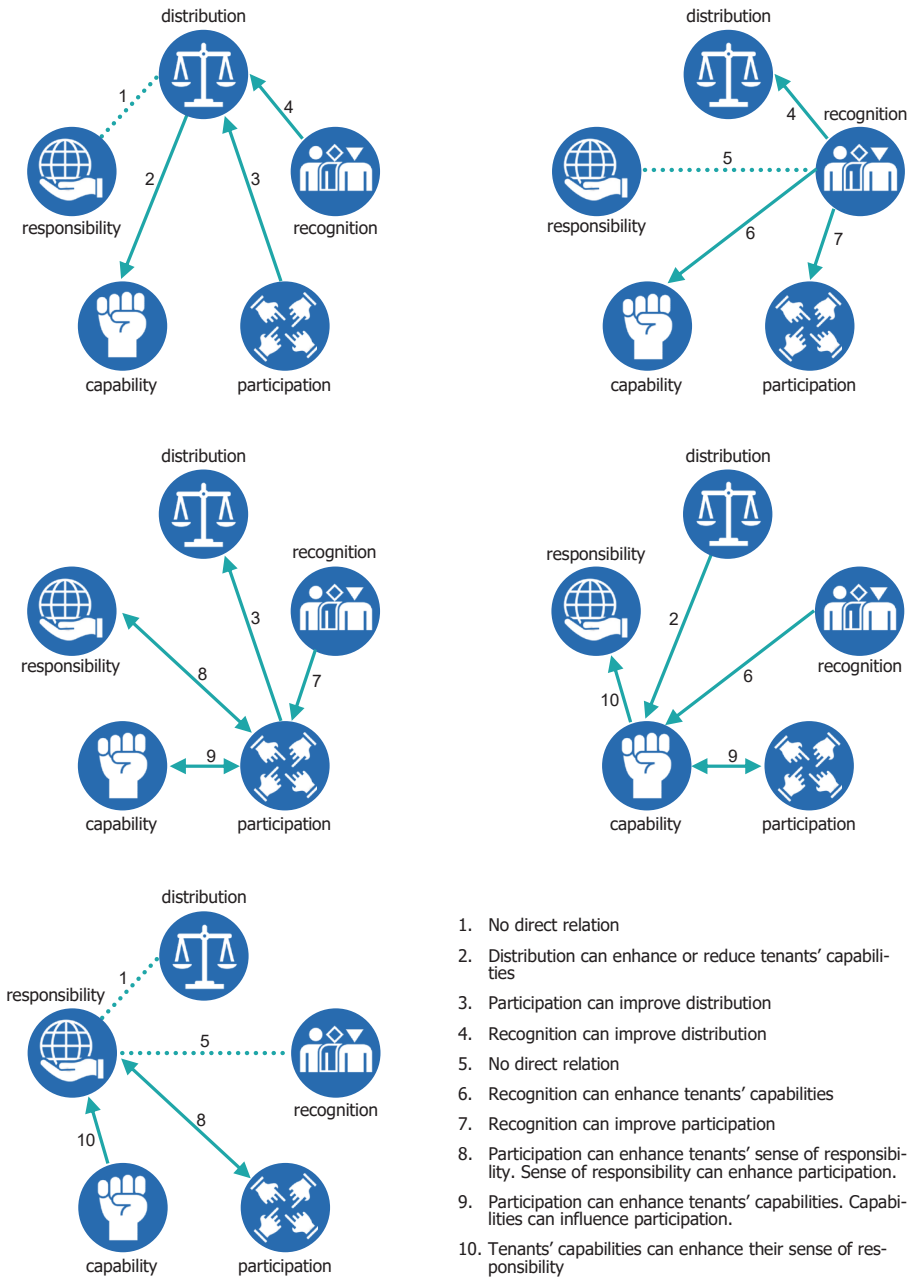 distribution
1
4
2
3
responsibility
recognition
capability
participation
distribution
recognition
4
5
responsibility
6
7
capability
participation
distribution
recognition
3
responsibility
8
7
9
capability
participation
distribution
responsibility
2
recognition
6
10
9
capability
participation
distribution
1
responsibility
5
recognition
8
10
capability
participation
1. No direct relation
2. Distribution can enhance or reduce tenants’ capabili-
ties
3. Participation can improve distribution
4. Recognition can improve distribution
5. No direct relation
6. Recognition can enhance tenants’ capabilities
7. Recognition can improve participation
8. Participation can enhance tenants’ sense of responsibi-
lity. Sense of responsibility can enhance participation.
9. Participation can enhance tenants’ capabilities. Capabi-
lities can influence participation.
10. Tenants’ capabilities can enhance their sense of res-
ponsibility